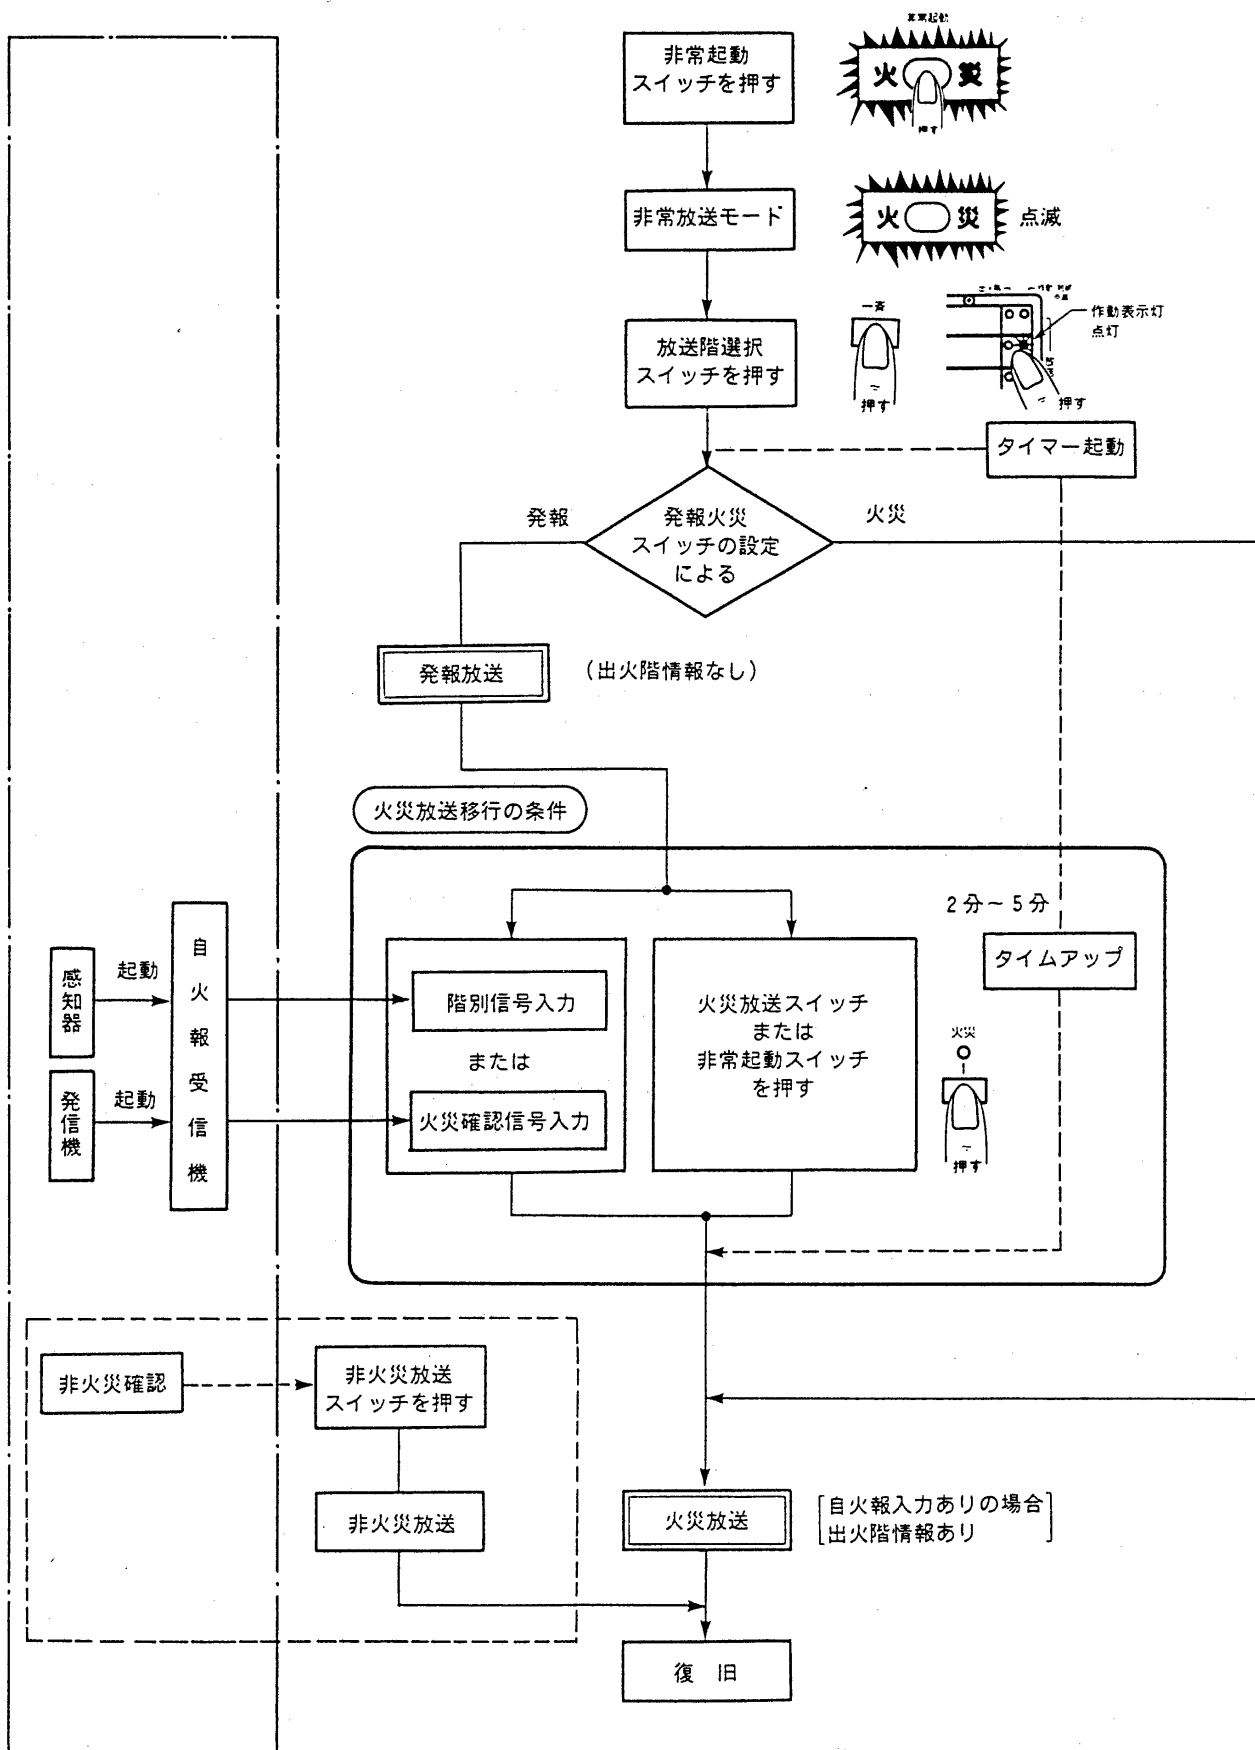 非常起動
スイッチを押す
非常起動
火 災
押す
非常放送モード
火 災
点滅
放送階選択
スイッチを押す
一斉
押す
作動表示灯
点灯
押す
タイマー起動
発報
発報火災
スイッチの設定
による
火災
発報放送
(出火階情報なし)
火災放送移行の条件
2分～5分
タイムアップ
感知器
起動
自火報受信機
階別信号入力
または
火災確認信号入力
発信機
起動
火災放送スイッチ
または
非常起動スイッチ
を押す
火災
押す
非火災確認
非火災放送
スイッチを押す
非火災放送
火災放送
[自火報入力ありの場合
出火階情報あり]
復 旧